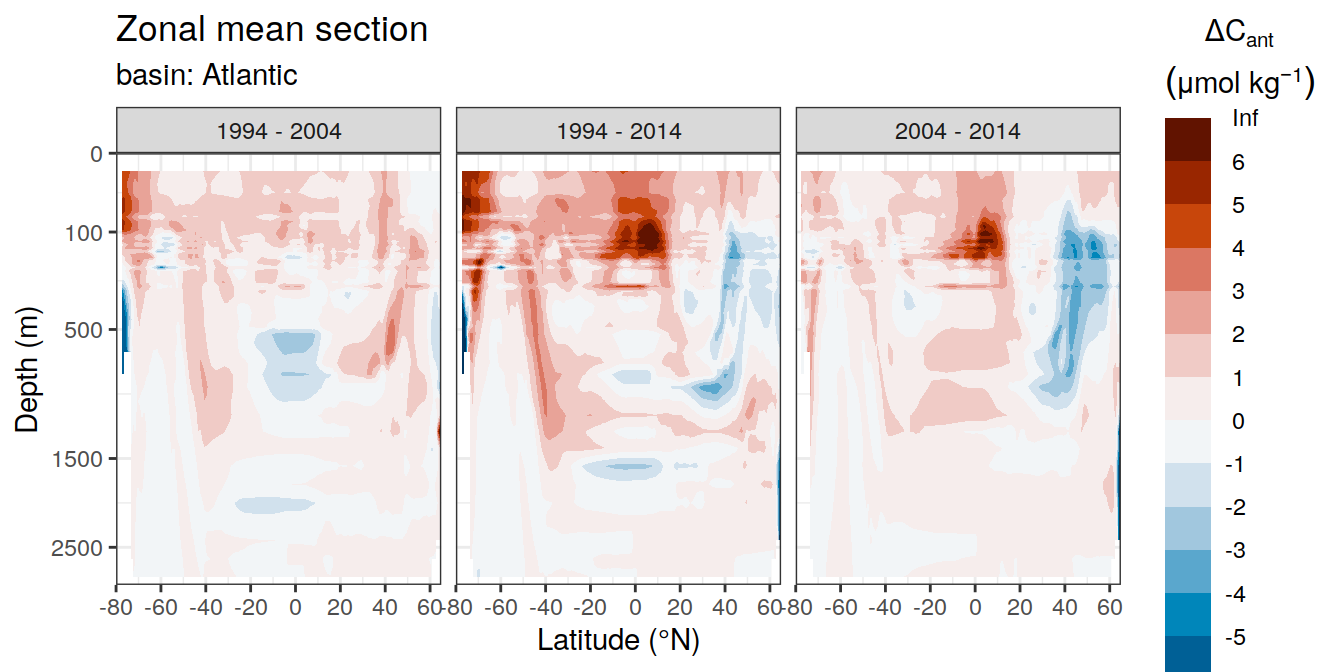 Zonal mean section
basin: Atlantic
1994 - 2004
1994 - 2014
2004 - 2014
0
100
500
1500
2500
Depth (m)
-80 -60 -40 -20 0 20 40 60
-80 -60 -40 -20 0 20 40 60
-80 -60 -40 -20 0 20 40 60
Latitude (°N)
ΔCant
(μmol kg⁻¹)
Inf
6
5
4
3
2
1
0
-1
-2
-3
-4
-5